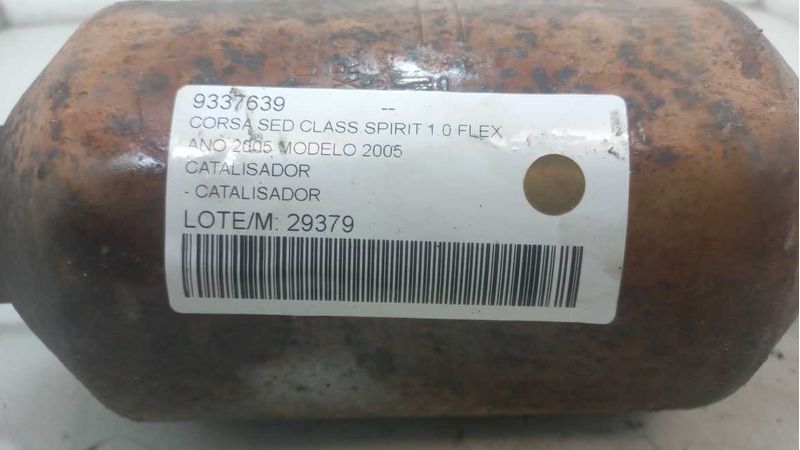 9337639 --
CORSA SED CLASS SPIRIT 1.0 FLEX
ANO 2005 MODELO 2005
CATALISADOR
- CATALISADOR
LOTE/M: 29379